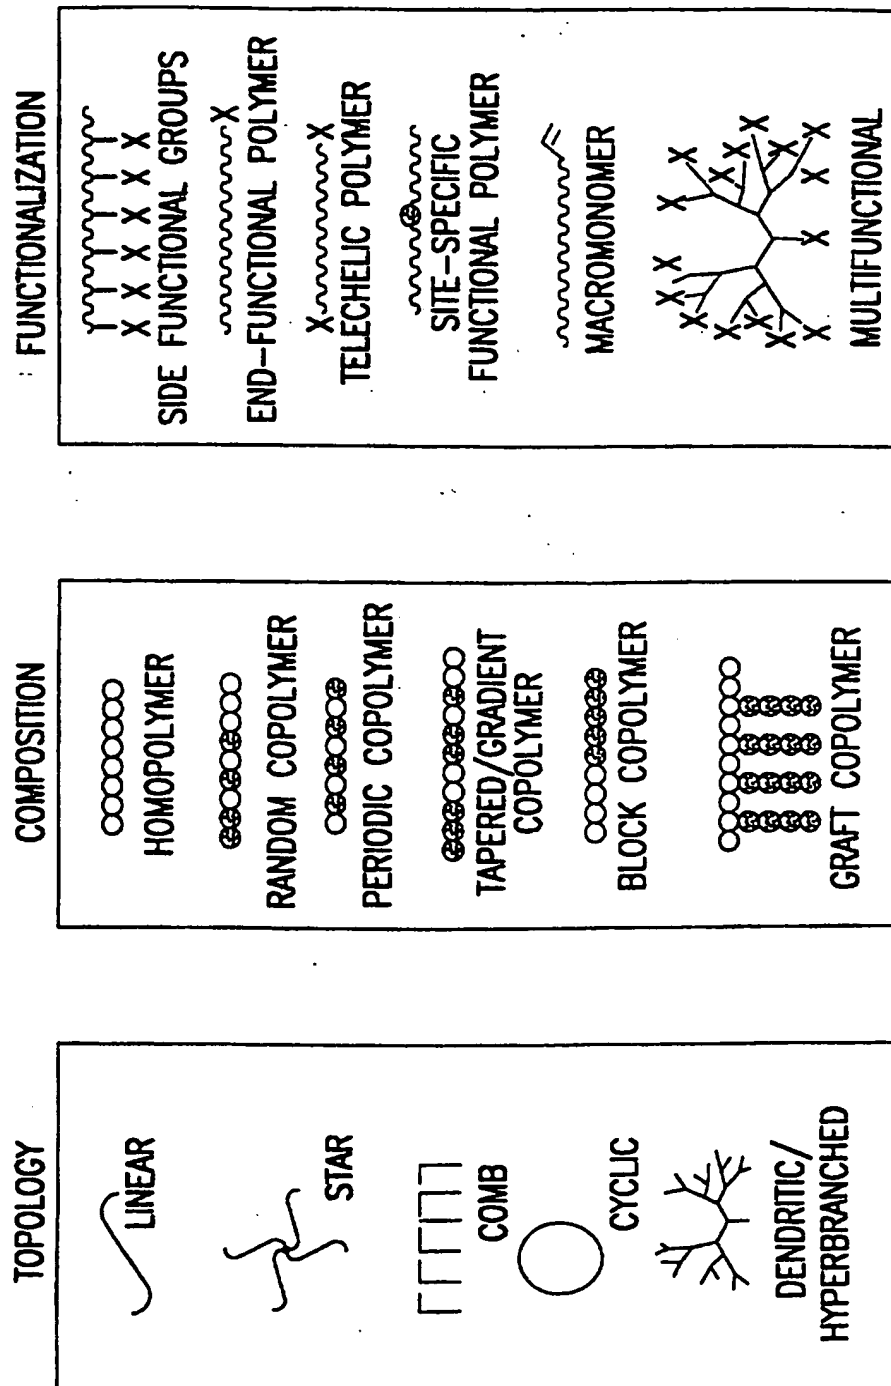 TOPOLOGY
LINEAR
STAR
COMB
CYCLIC
DENDRITIC/
HYPERBRANCHED
COMPOSITION
HOMOPOLYMER
RANDOM COPOLYMER
PERIODIC COPOLYMER
TAPERED/GRADIENT
COPOLYMER
BLOCK COPOLYMER
GRAFT COPOLYMER
FUNCTIONALIZATION
X X X X X X
SIDE FUNCTIONAL GROUPS
X
END-FUNCTIONAL POLYMER
X X
TELECHELIC POLYMER
SITE-SPECIFIC
FUNCTIONAL POLYMER
MACROMONOMER
X X X X X X X X X X X X X X X X X
MULTIFUNCTIONAL